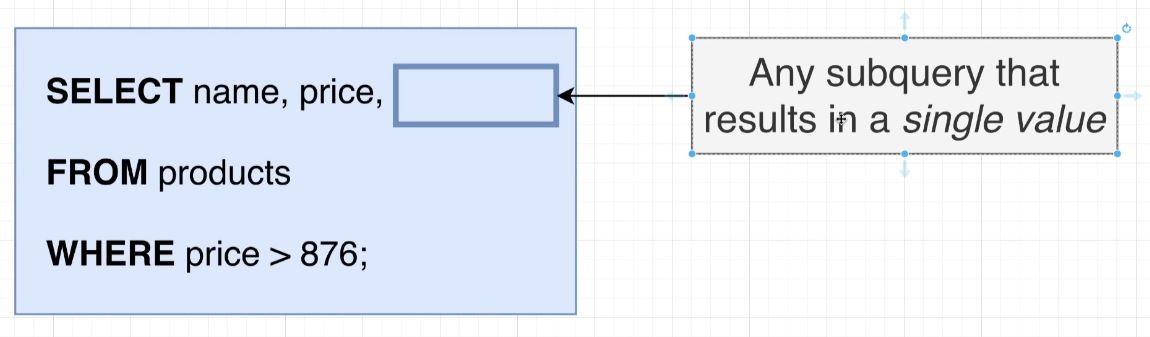 SELECT name, price,
FROM products
WHERE price > 876;
Any subquery that
results in a single value